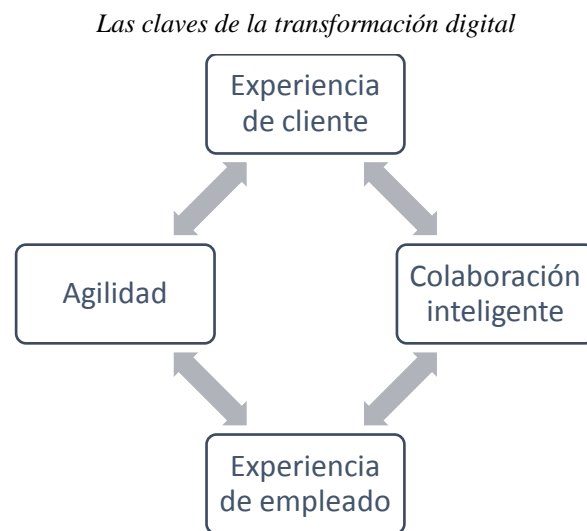 Las claves de la transformación digital
Experiencia
de cliente
Agilidad
Colaboración
inteligente
Experiencia
de empleado